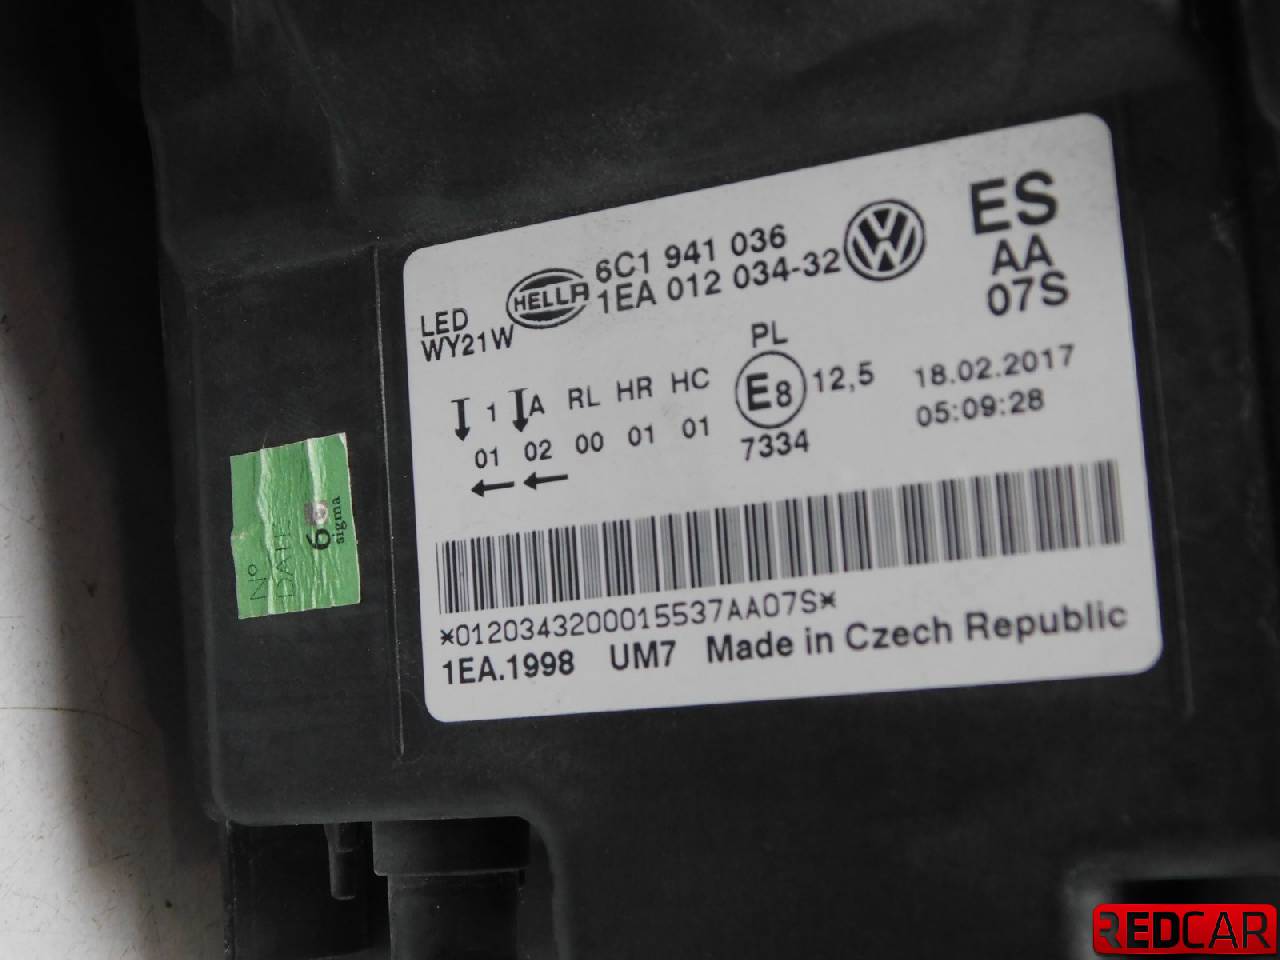 6C1 941 036
HELLA 1EA 012 034-32
ES
AA
07S
LED
WY21W
PL
1 A RL HR HC E8 12,5
01 02 00 01 01
7334
18.02.2017
05:09:28
*0120343200015537AA07S*
1EA.1998 UM7 Made in Czech Republic
Nº
DATE
6
sigma
REDCAR